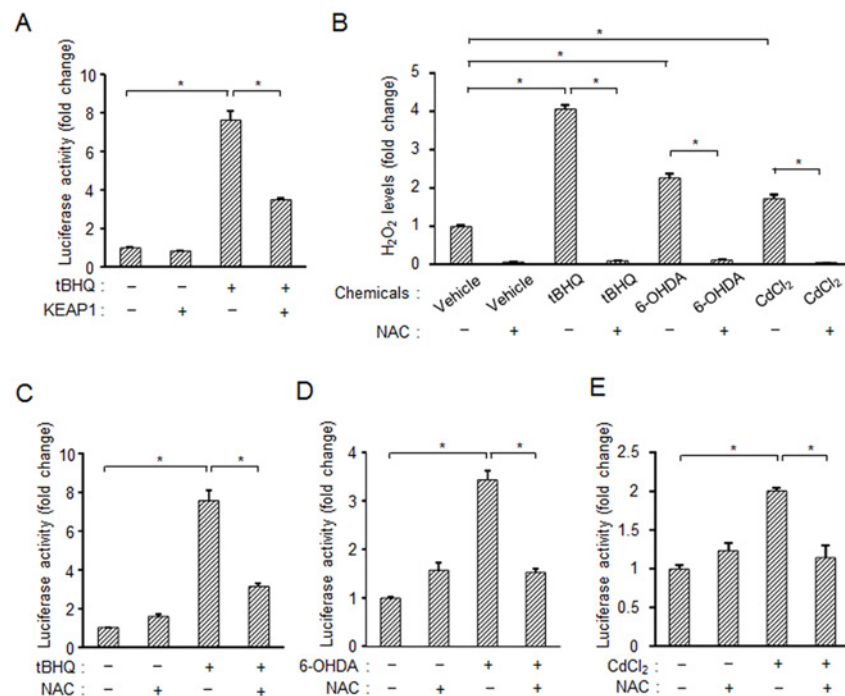 A
Luciferase activity (fold change)
10
8
6
4
2
0
*
*
tBHQ : – – + +
KEAP1 : – + – +
B
H₂O₂ levels (fold change)
5
4
3
2
1
0
*
*
*
*
*
*
Chemicals : Vehicle Vehicle tBHQ tBHQ 6-OHDA 6-OHDA CdCl₂ CdCl₂
NAC : – + – + – + – +
C
Luciferase activity (fold change)
10
8
6
4
2
0
*
*
tBHQ : – – + +
NAC : – + – +
D
Luciferase activity (fold change)
4
3
2
1
0
*
*
6-OHDA : – – + +
NAC : – + – +
E
Luciferase activity (fold change)
2.5
2
1.5
1
0.5
0
*
*
CdCl₂ : – – + +
NAC : – + – +